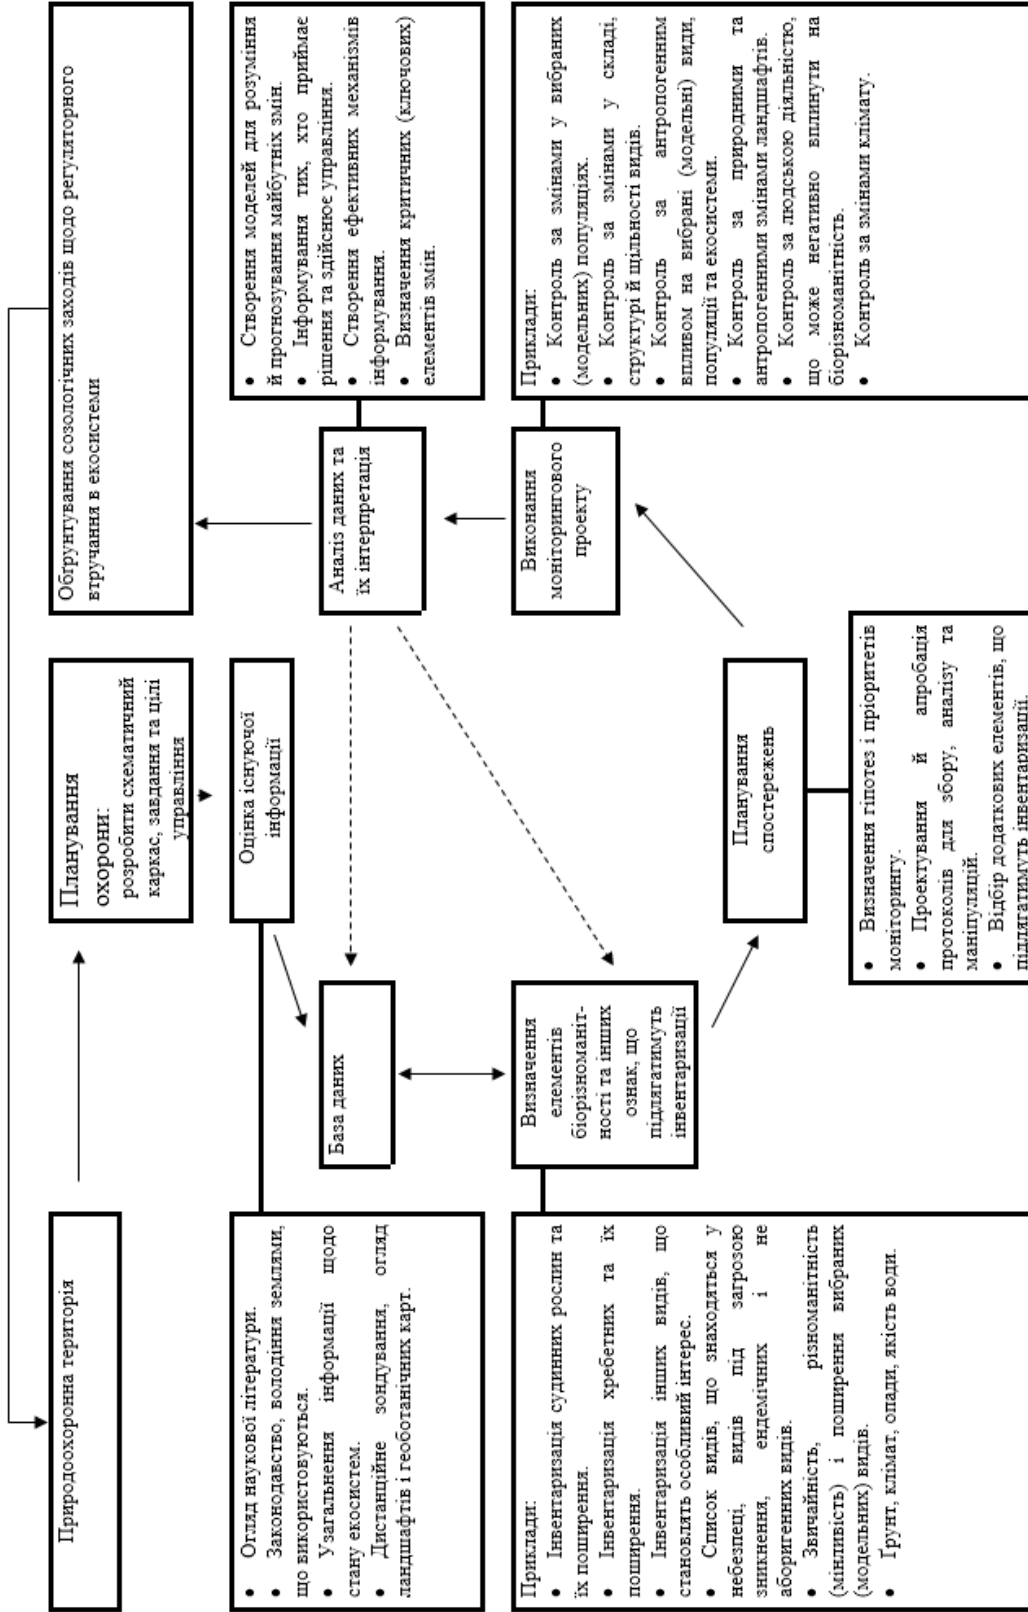 Природоохоронна територія
Планування
охорони:
розробити схематичний
каркас, завдання та цілі
управління
Обґрунтування созологічних заходів щодо регуляторного
втручання в екосистеми
• Огляд наукової літератури.
• Законодавство, володіння землями,
що використовуються.
• Узагальнення інформації щодо
стану екосистем.
• Дистанційне зондування, огляд
ландшафтів і геоботанічних карт.
Оцінка існуючої
інформації
• Створення моделей для розуміння
й прогнозування майбутніх змін.
• Інформування тих, хто приймає
рішення та здійснює управління.
• Створення ефективних механізмів
інформування.
• Визначення критичних (ключових)
елементів змін.
База даних
Аналіз даних та
їх інтерпретація
Приклади:
• Інвентаризація судинних рослин та
їх поширення.
• Інвентаризація хребетних та їх
поширення.
• Інвентаризація інших видів, що
становлять особливий інтерес.
• Список видів, що знаходяться у
небезпеці, видів під загрозою
зникнення, ендемічних і не
аборигенних видів.
• Звичайність, різноманітність
(мінливість) і поширення вибраних
(модельних) видів.
• Ґрунт, клімат, опади, якість води.
Визначення
елементів
біорізноманіт-
ності та інших
ознак, що
підлягатимуть
інвентаризації
Виконання
моніторингового
проекту
Приклади:
• Контроль за змінами у вибраних
(модельних) популяціях.
• Контроль за змінами у складі,
структурі й щільності видів.
• Контроль за антропогенним
впливом на вибрані (модельні) види,
популяції та екосистеми.
• Контроль за природними та
антропогенними змінами ландшафтів.
• Контроль за людською діяльністю,
що може негативно вплинути на
біорізноманітність.
• Контроль за змінами клімату.
Планування
спостережень
• Визначення гіпотез і пріоритетів
моніторингу.
• Проектування й апробація
протоколів для збору, аналізу та
маніпуляцій.
• Відбір додаткових елементів, що
підлягатимуть інвентаризації.